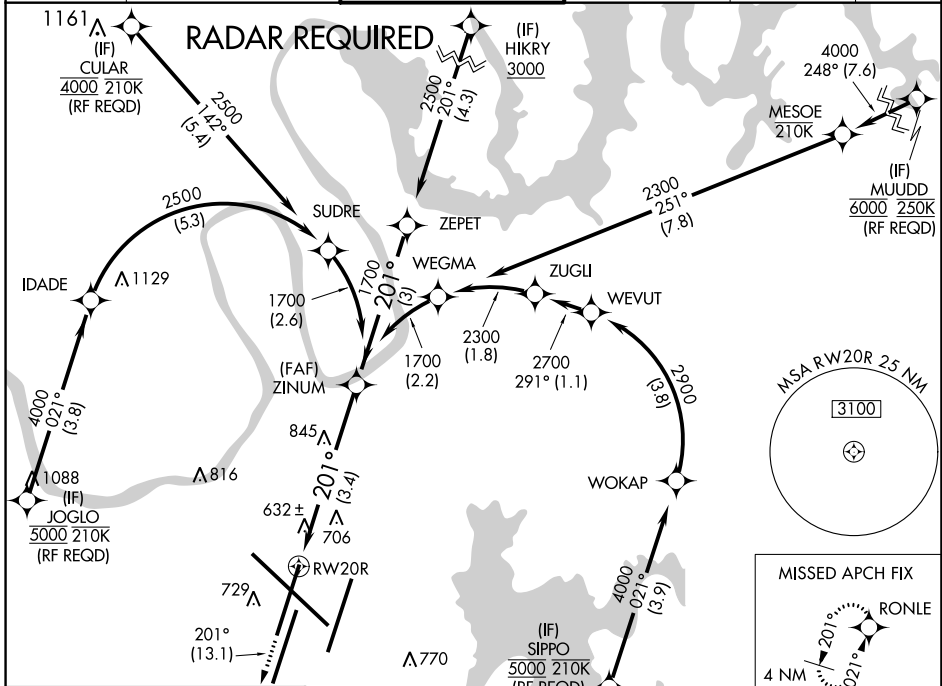 1161
RADAR REQUIRED
(IF)
CULAR
4000 210K
(RF REQD)
2500
142°
(5.4)
(IF)
HIKRY
3000
2500
201°
(4.3)
4000
248° (7.6)
MESOE
210K
(IF)
MUUDD
6000 250K
(RF REQD)
2300
251°
(7.8)
2500
(5.3)
SUDRE
ZEPET
IDADE
1129
1700
(2.6)
1700
201°
(3)
WEGMA
ZUGLI
WEVUT
1700
(2.2)
2300
(1.8)
2700
291° (1.1)
2900
(3.8)
(FAF)
ZINUM
MSA RW20R 25 NM
3100
4000
021°
(3.8)
845
201°
(3.4)
816
1088
(IF)
JOGLO
5000 210K
(RF REQD)
WOKAP
632 ±
706
RW20R
729
201°
(13.1)
770
4000
021°
(3.9)
(IF)
SIPPO
5000 210K
(RF REQD)
MISSED APCH FIX
RONLE
201°
021°
4 NM